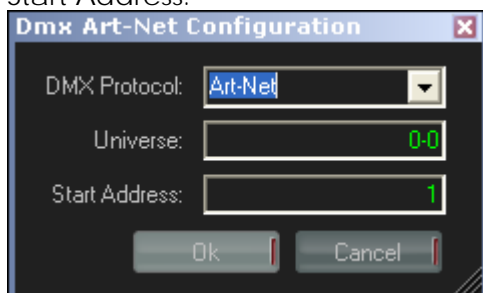 Start Address.
Dmx Art-Net Configuration
DMX Protocol: Art-Net
Universe: 0-0
Start Address: 1
Ok Cancel